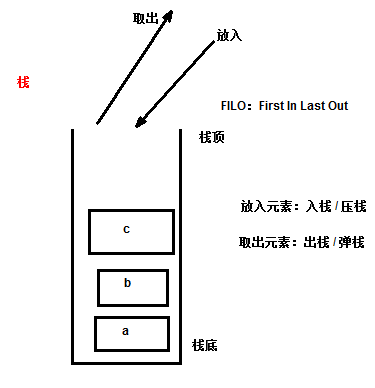 取出
放入
栈
FILO：First In Last Out
栈顶
放入元素：入栈 / 压栈
c
取出元素：出栈 / 弹栈
b
a
栈底